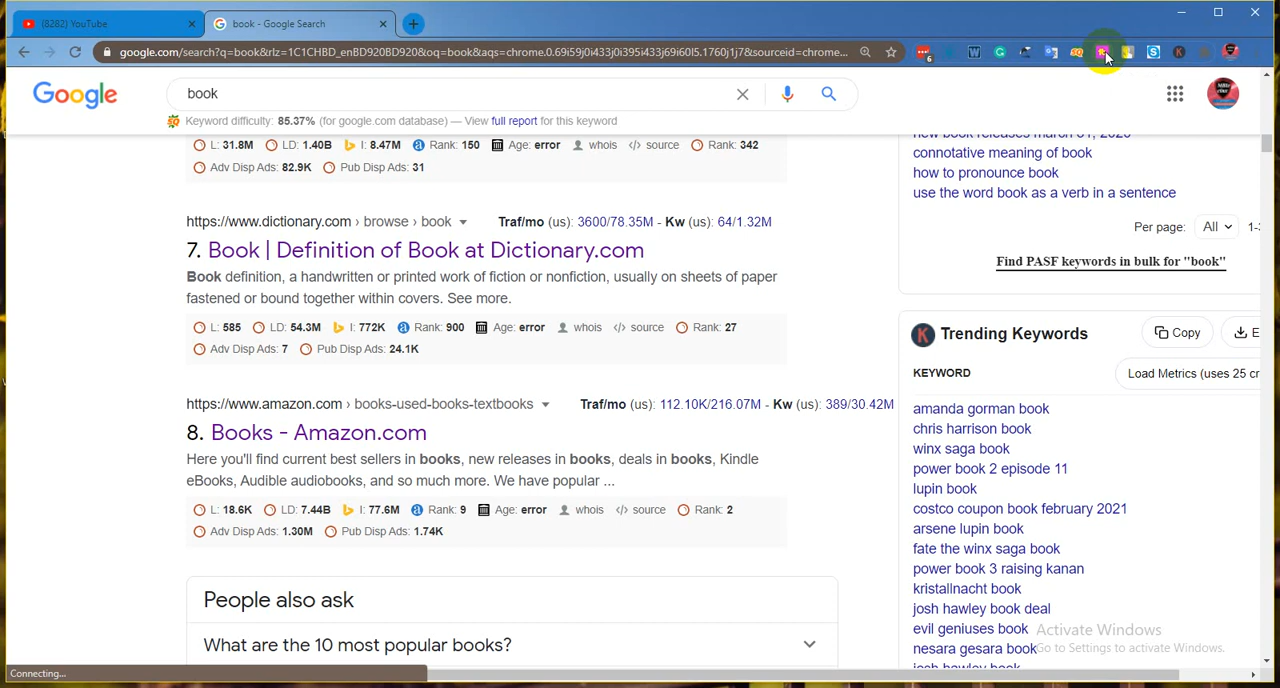 (8282) YouTube
book - Google Search
google.com/search?q=book&rlz=1C1CHBD_enBD920BD920&oq=book&aqs=chrome.0.69i59j0i433j0i395i433j69i60l5.1760j1j7&sourceid=chrome...
6
Google
book
Keyword difficulty: 85.37% (for google.com database) — View full report for this keyword
L: 31.8M LD: 1.40B I: 8.47M Rank: 150 Age: error whois </> source Rank: 342
Adv Disp Ads: 82.9K Pub Disp Ads: 31
https://www.dictionary.com › browse › book Traf/mo (us): 3600/78.35M - Kw (us): 64/1.32M
7. Book | Definition of Book at Dictionary.com
Book definition, a handwritten or printed work of fiction or nonfiction, usually on sheets of paper
fastened or bound together within covers. See more.
L: 585 LD: 54.3M I: 772K Rank: 900 Age: error whois </> source Rank: 27
Adv Disp Ads: 7 Pub Disp Ads: 24.1K
https://www.amazon.com › books-used-books-textbooks Traf/mo (us): 112.10K/216.07M - Kw (us): 389/30.42M
8. Books - Amazon.com
Here you'll find current best sellers in books, new releases in books, deals in books, Kindle
eBooks, Audible audiobooks, and so much more. We have popular ...
L: 18.6K LD: 7.44B I: 77.6M Rank: 9 Age: error whois </> source Rank: 2
Adv Disp Ads: 1.30M Pub Disp Ads: 1.74K
People also ask
What are the 10 most popular books?
new book releases march 31, 2020
connotative meaning of book
how to pronounce book
use the word book as a verb in a sentence
Per page: All 1-
Find PASF keywords in bulk for "book"
Trending Keywords Copy E
KEYWORD Load Metrics (uses 25 cr
amanda gorman book
chris harrison book
winx saga book
power book 2 episode 11
lupin book
costco coupon book february 2021
arsene lupin book
fate the winx saga book
power book 3 raising kanan
kristallnacht book
josh hawley book deal
evil geniuses book
nesara gesara book
josh hawley book
Activate Windows
Go to Settings to activate Windows.
Connecting...